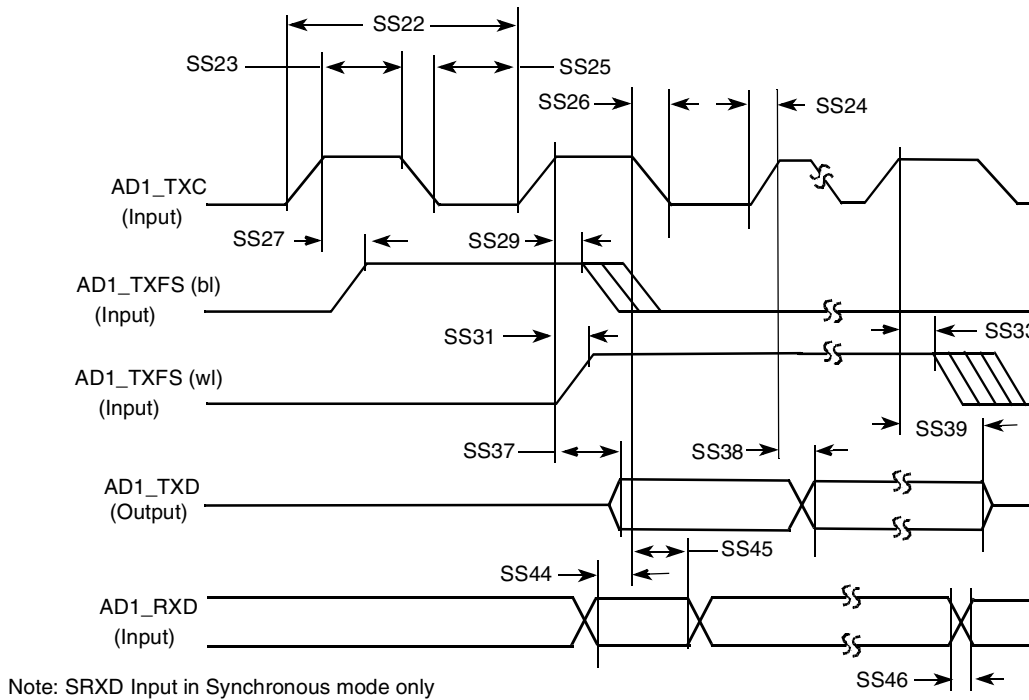 SS22
SS23
SS25
SS26
SS24
AD1_TXC
(Input)
SS27
SS29
AD1_TXFS (bl)
(Input)
SS31
SS33
AD1_TXFS (wl)
(Input)
SS39
SS37
SS38
AD1_TXD
(Output)
SS45
SS44
AD1_RXD
(Input)
SS46
Note: SRXD Input in Synchronous mode only